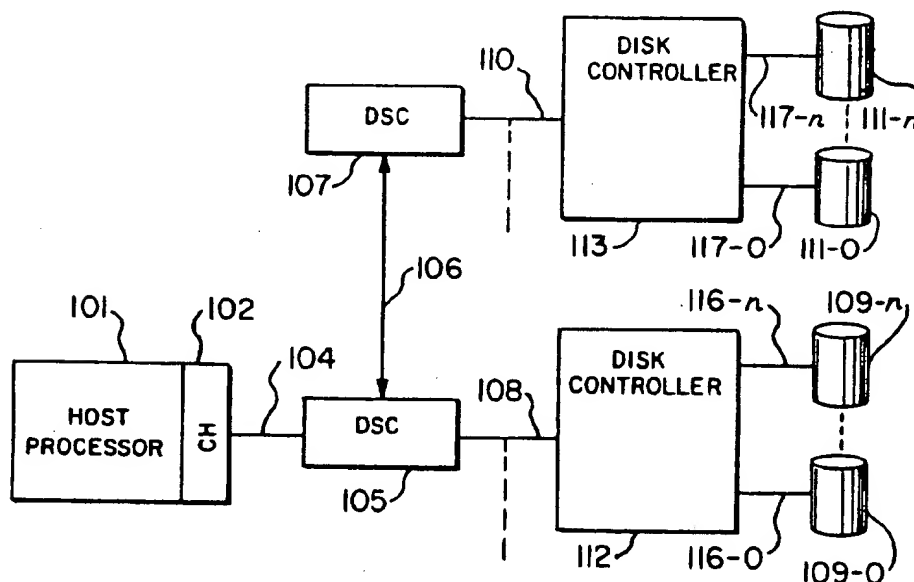 110
DISK
CONTROLLER
DSC
107
117-n
111-n
113
117-0
111-0
106
101
102
104
116-n
109-n
HOST
PROCESSOR
CH
DSC
105
108
DISK
CONTROLLER
112
116-0
109-0